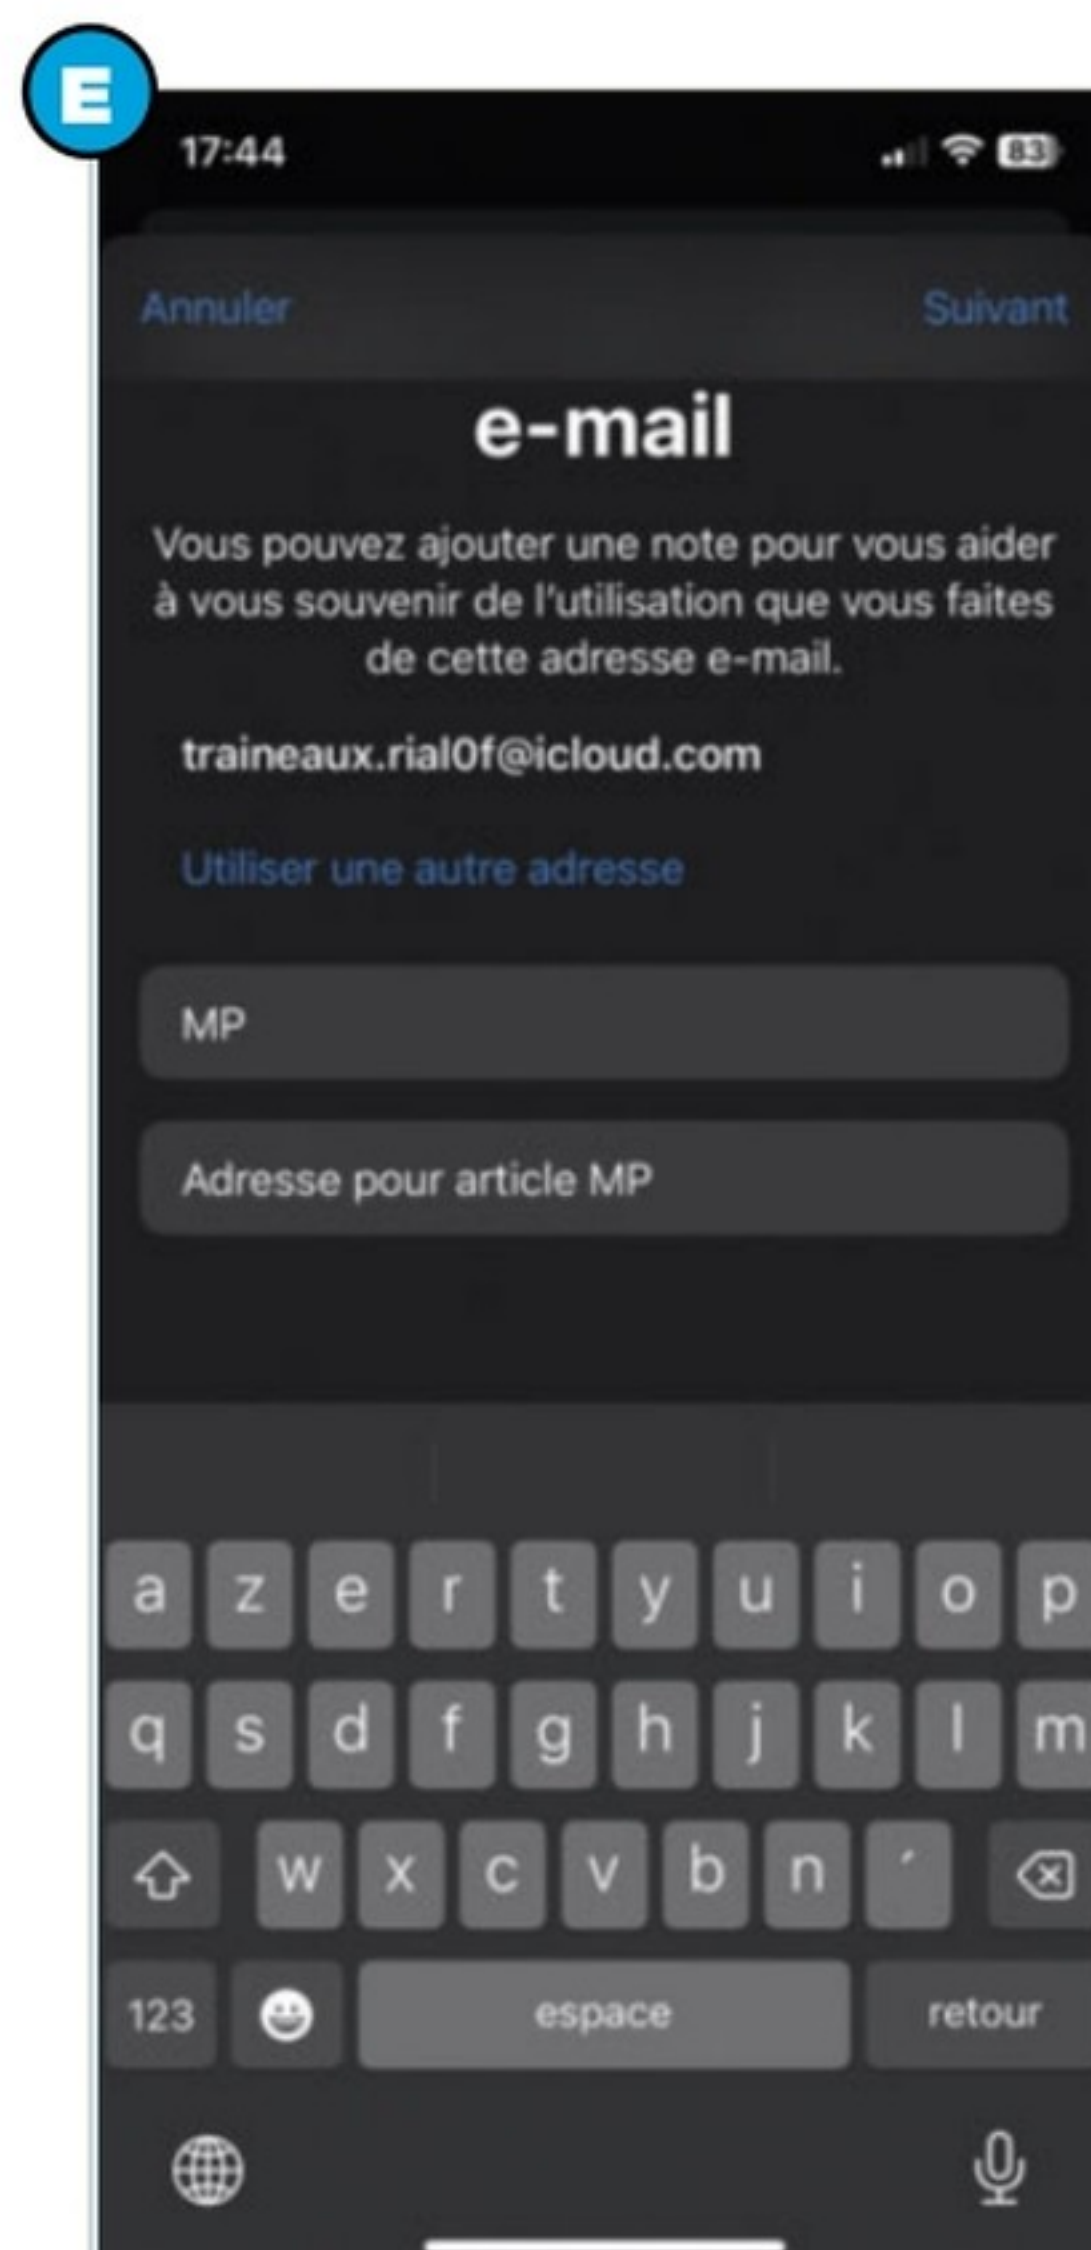 E
17:44
83
Annuler
Suivant
e-mail
Vous pouvez ajouter une note pour vous aider
à vous souvenir de l'utilisation que vous faites
de cette adresse e-mail.
traineaux.rial0f@icloud.com
Utiliser une autre adresse
MP
Adresse pour article MP
a z e r t y u i o p
q s d f g h j k l m
w x c v b n ´
123 espace retour